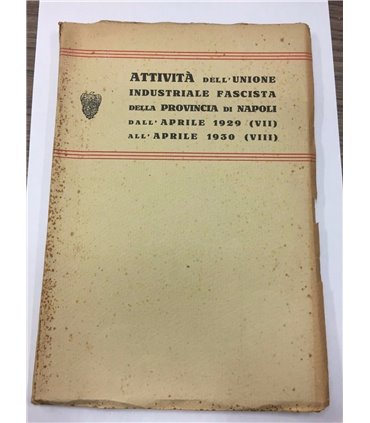 ATTIVITÀ DELL'UNIONE
INDUSTRIALE FASCISTA
DELLA PROVINCIA DI NAPOLI
DALL'APRILE 1929 (VII)
ALL'APRILE 1930 (VIII)